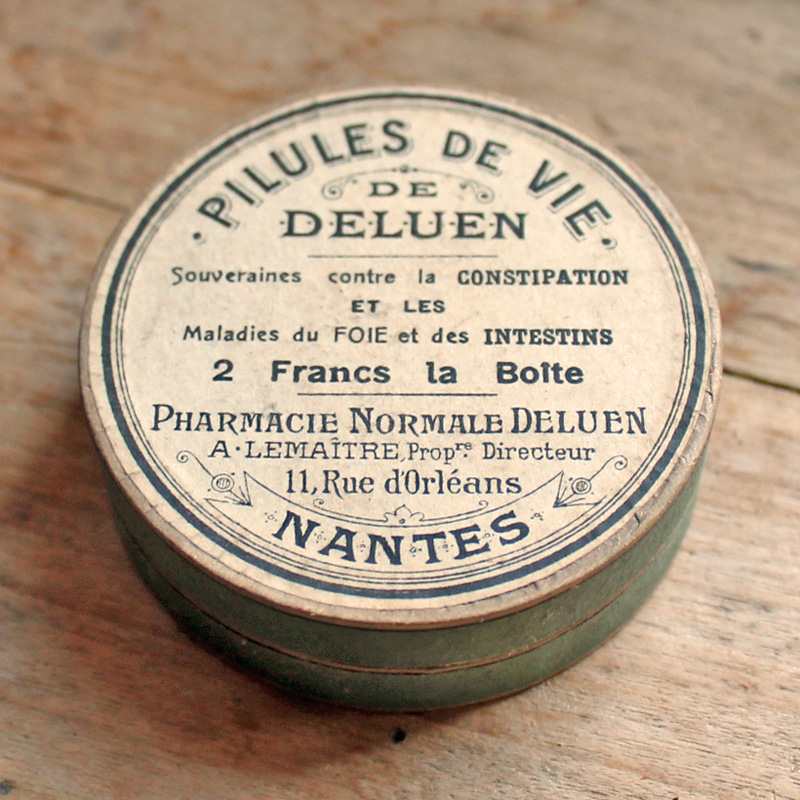 ·PILULES DE VIE·
DE
DELUEN
Souveraines contre la CONSTIPATION
ET LES
Maladies du FOIE et des INTESTINS
2 Francs la Boîte
PHARMACIE NORMALE DELUEN
A·LEMAÎTRE, Propre Directeur
11, Rue d'Orléans
NANTES